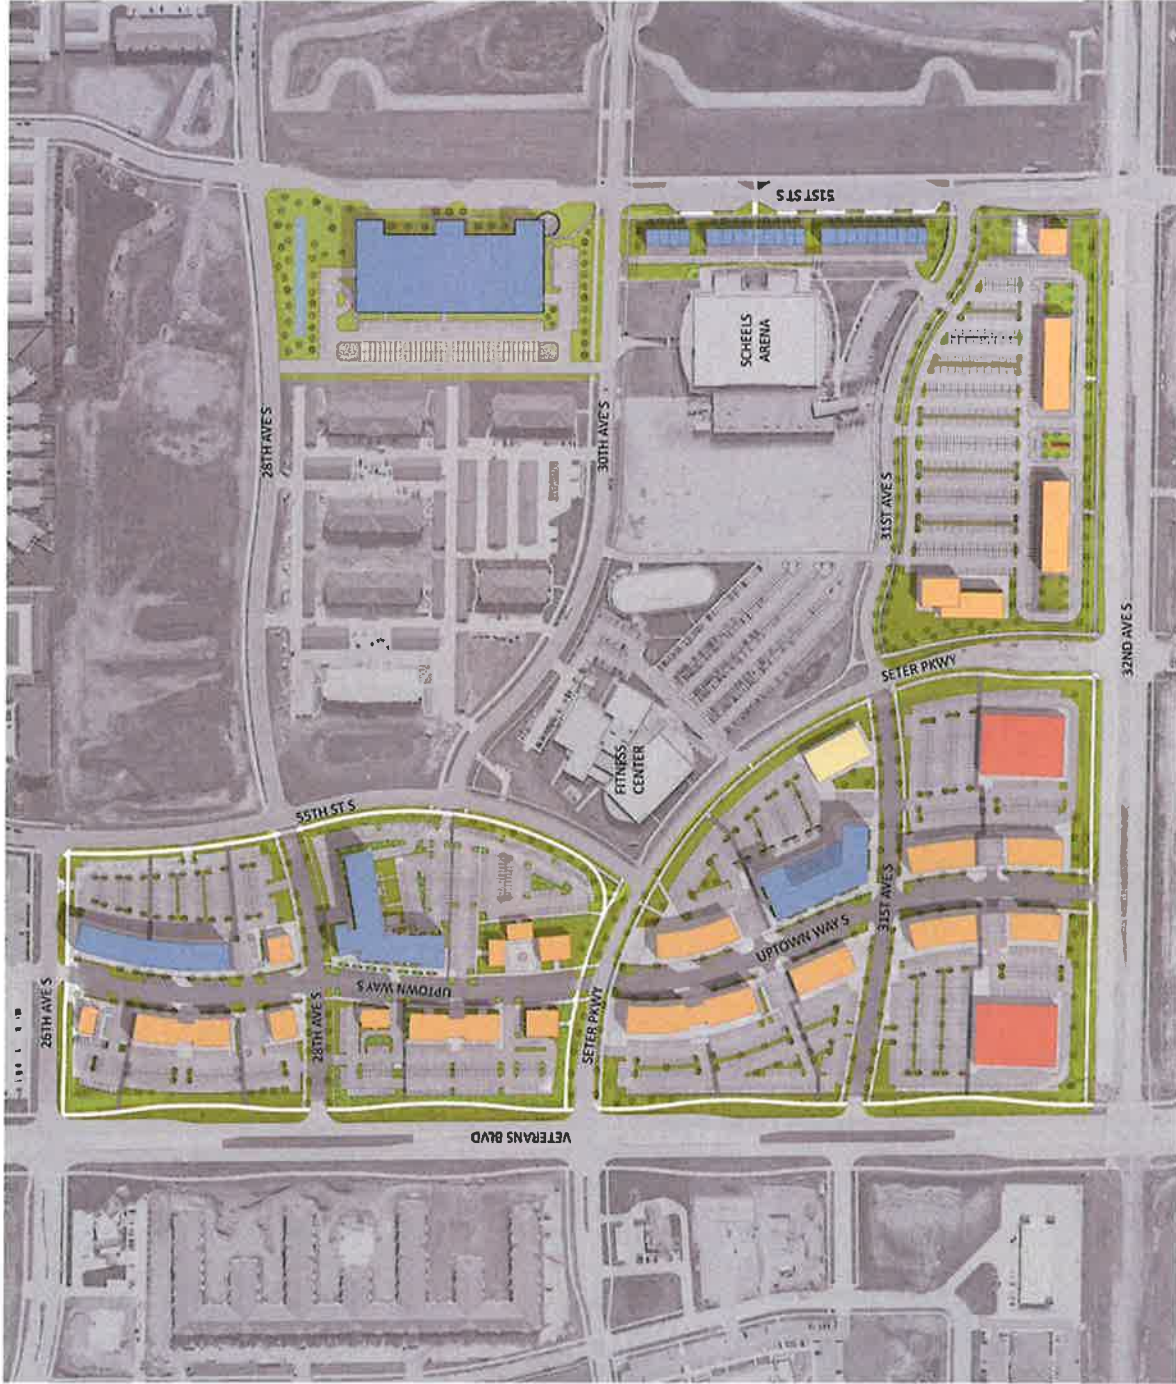 51ST ST S
28TH AVE S
30TH AVE S
SCHEELS
ARENA
31ST AVE S
32ND AVE S
SETER PKWY
FITNESS
CENTER
55TH ST S
31ST AVE S
UPTOWN WAY S
UPTOWN WAY S
26TH AVE S
28TH AVE S
SETER PKWY
VETERANS BLVD